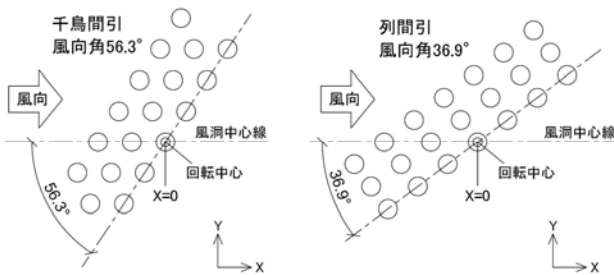 千鳥間引
風向角56.3°
風向
風洞中心線
回転中心
X=0
56.3°
Y
X
列間引
風向角36.9°
風向
風洞中心線
回転中心
X=0
36.9°
Y
X